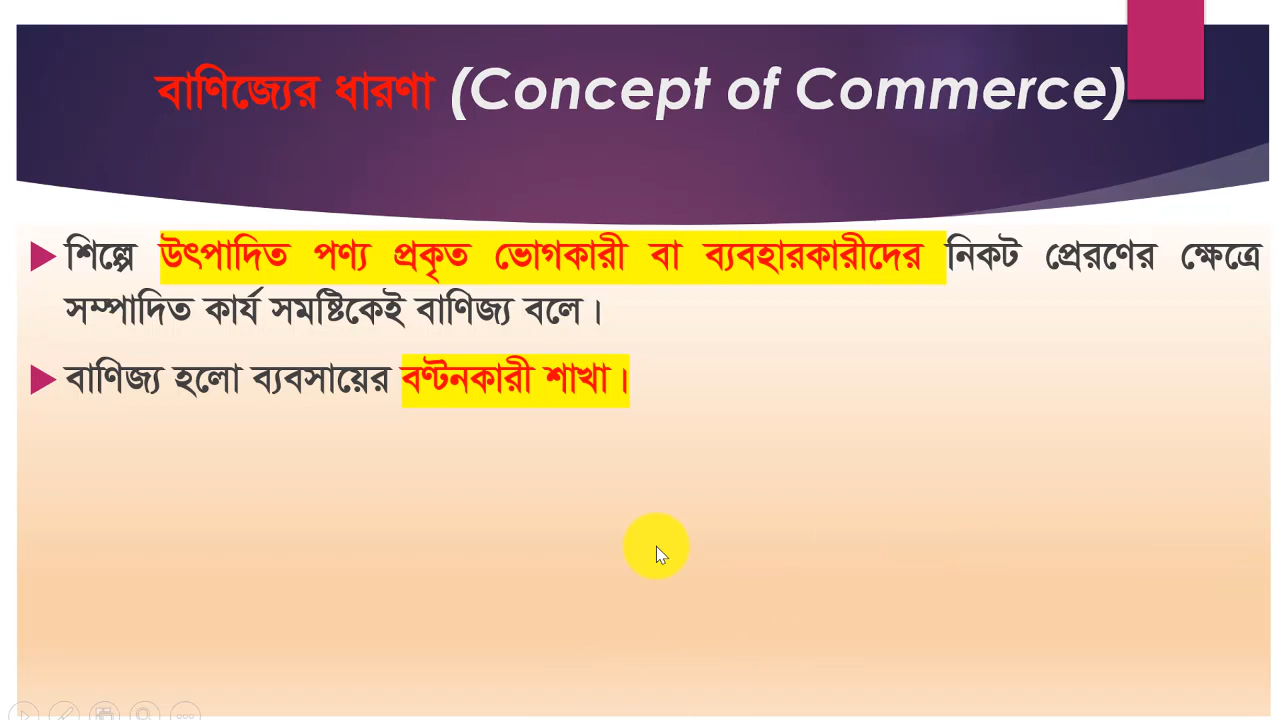 বাণিজ্যের ধারণা (Concept of Commerce)
শিল্পে উৎপাদিত পণ্য প্রকৃত ভোগকারী বা ব্যবহারকারীদের নিকট প্রেরণের ক্ষেত্রে
সম্পাদিত কার্য সমষ্টিকেই বাণিজ্য বলে।
বাণিজ্য হলো ব্যবসায়ের বণ্টনকারী শাখা।